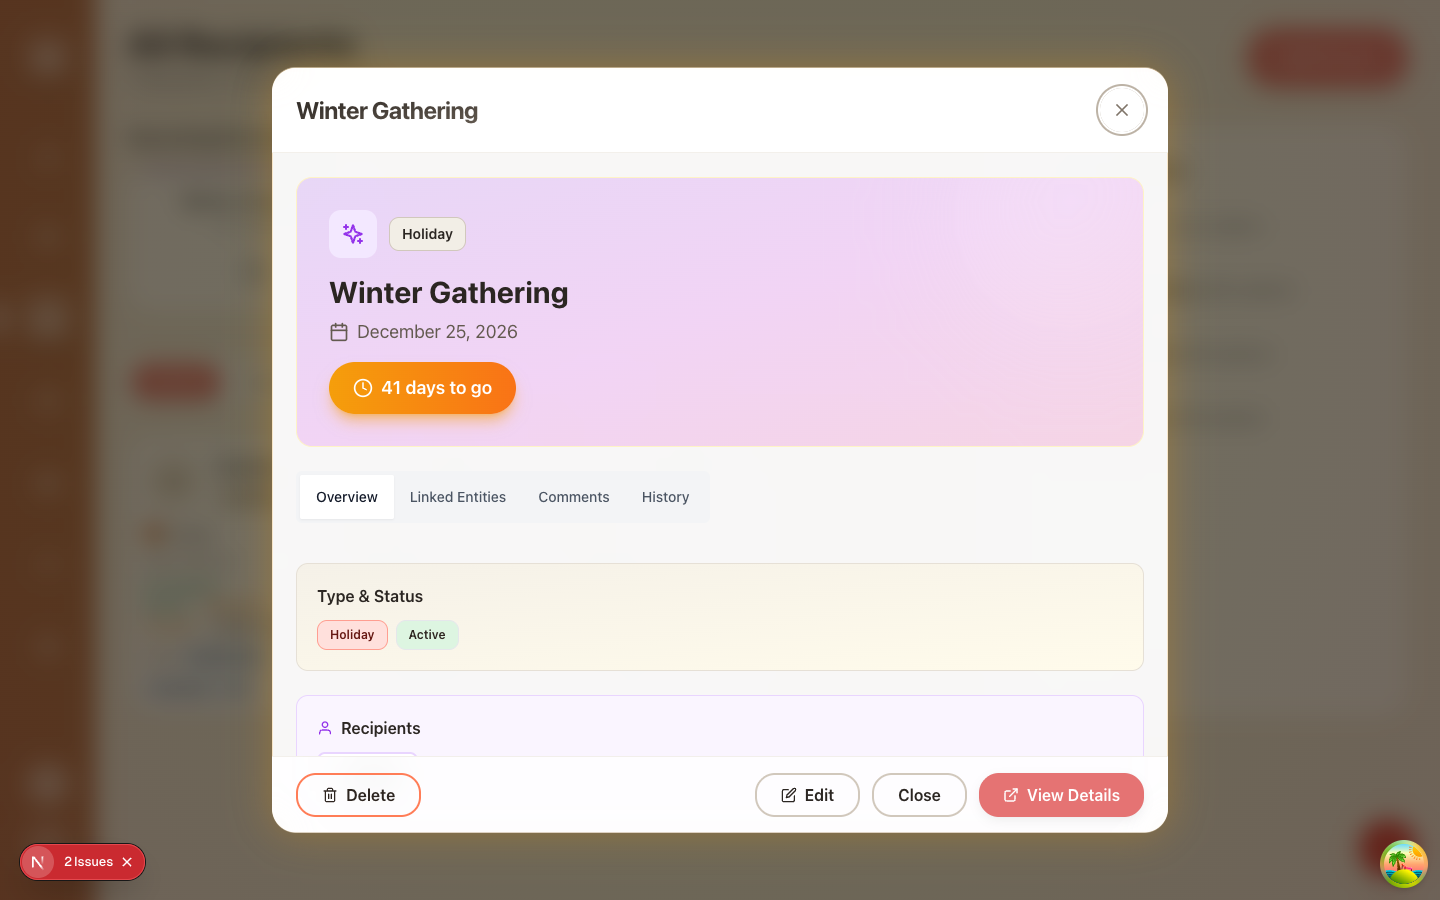 Winter Gathering
Holiday
Winter Gathering
December 25, 2026
41 days to go
Overview
Linked Entities
Comments
History
Type & Status
Holiday
Active
Recipients
Delete
Edit
Close
View Details
N
2 Issues